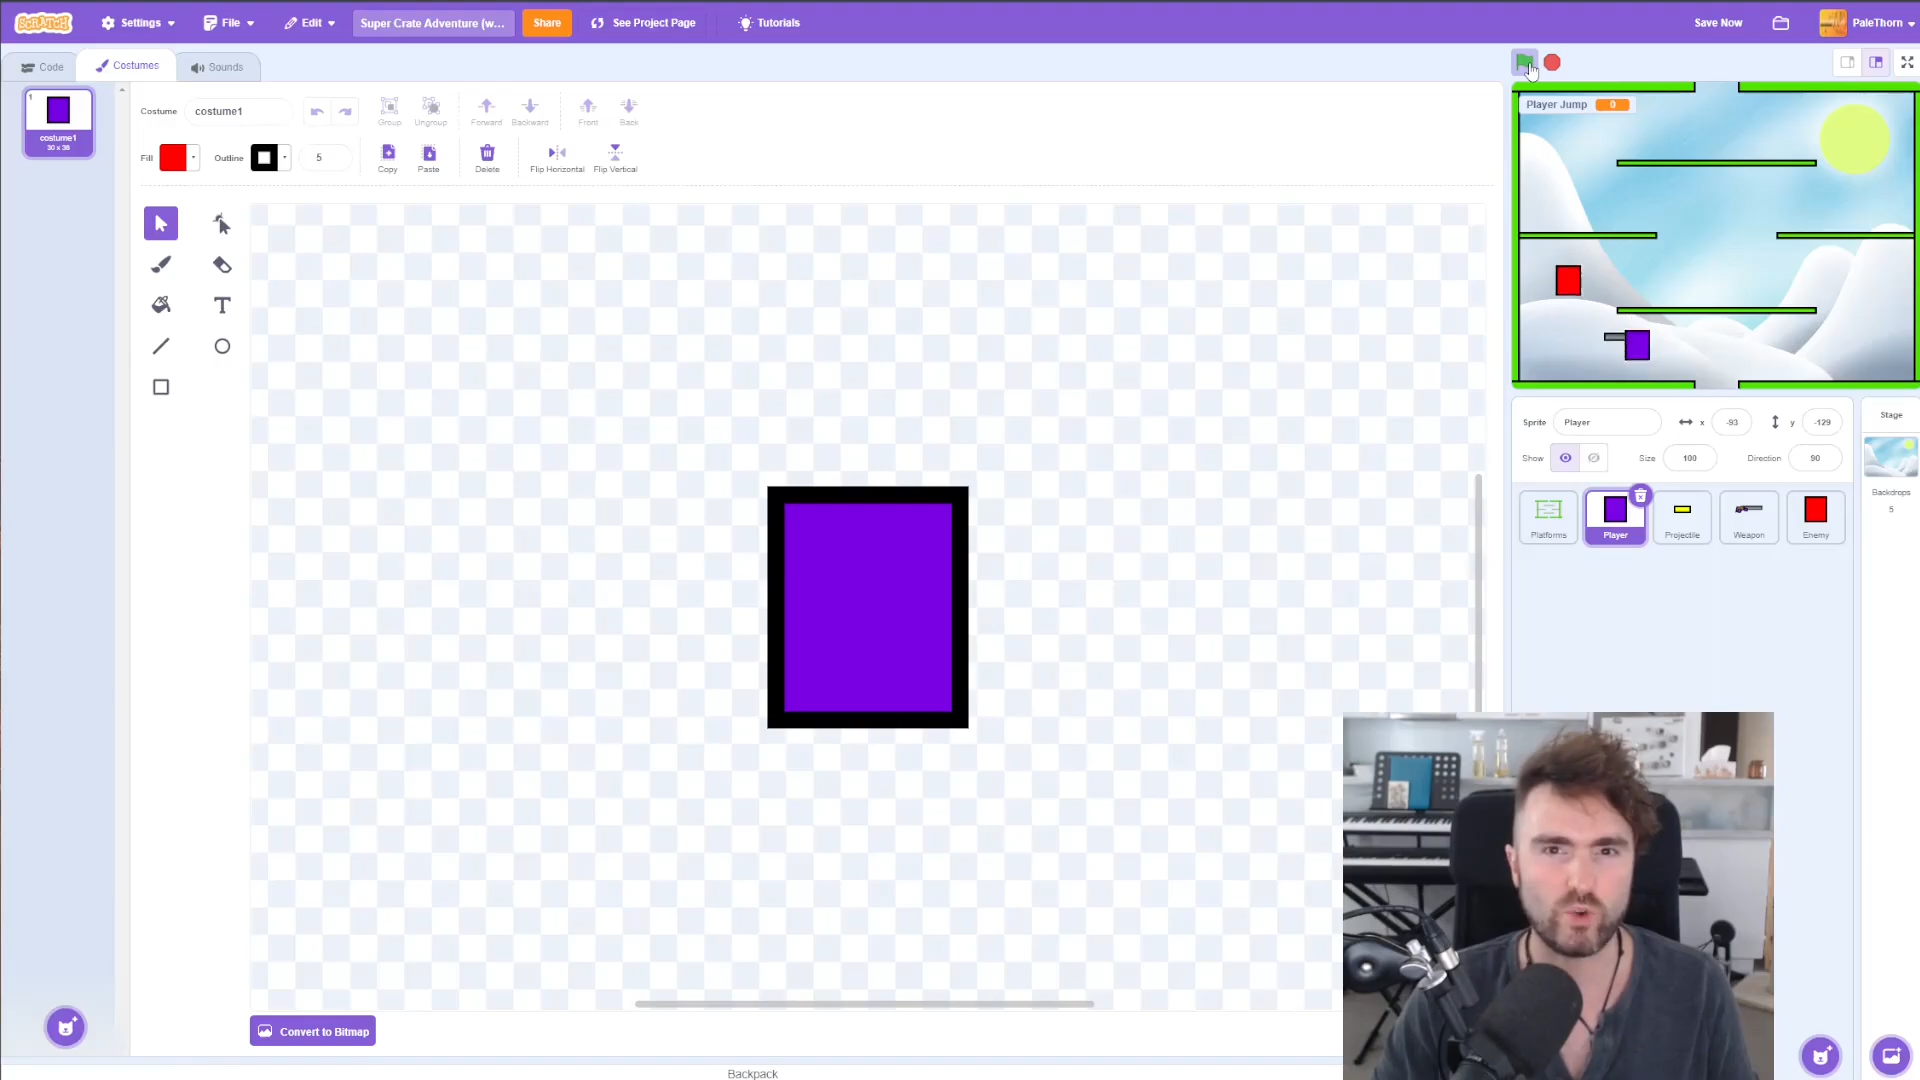 SCRATCH
Settings
File
Edit
Super Crate Adventure (w...
Share
See Project Page
Tutorials
Save Now
PaleThorn
Code
Costumes
Sounds
1
costume1
30 x 38
Costume
costume1
Group
Ungroup
Forward
Backward
Front
Back
Fill
Outline
5
Copy
Paste
Delete
Flip Horizontal
Flip Vertical
T
Player Jump 0
Sprite
Player
x
-93
y
-129
Show
Size
100
Direction
90
Platforms
Player
Projectile
Weapon
Enemy
Stage
Backdrops
5
Convert to Bitmap
Backpack